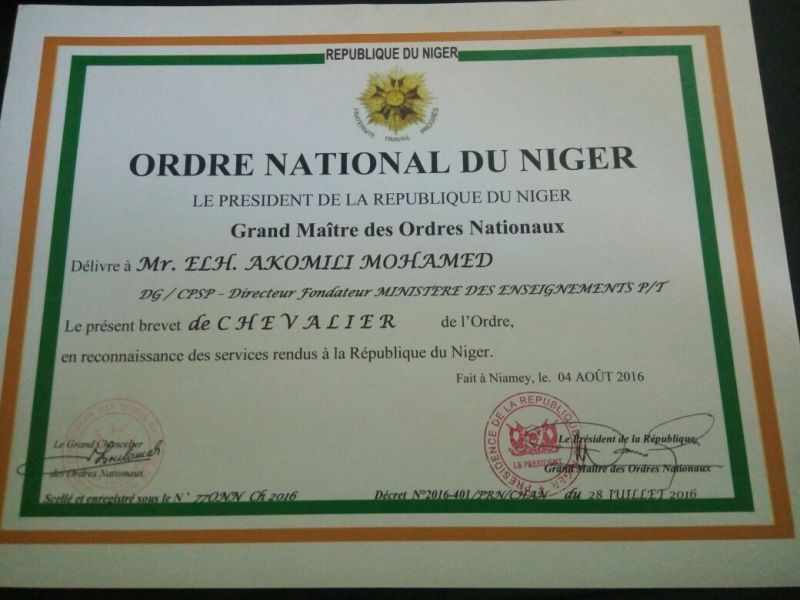 REPUBLIQUE DU NIGER
FRATERNITE TRAVAIL PROGRES
ORDRE NATIONAL DU NIGER
LE PRESIDENT DE LA REPUBLIQUE DU NIGER
Grand Maître des Ordres Nationaux
Délivre à Mr. ELH. AKOMILI MOHAMED
DG / CPSP - Directeur Fondateur MINISTERE DES ENSEIGNEMENTS P/T
Le présent brevet de CHEVALIER de l'Ordre,
en reconnaissance des services rendus à la République du Niger.
Fait à Niamey, le. 04 AOÛT 2016
PRESIDENCE DE LA REPUBLIQUE
LE PRESIDENT
Le Grand Chancelier
des Ordres Nationaux
Le Président de la République,
Grand Maître des Ordres Nationaux
Scellé et enregistré sous le N° 77ONN Ch 2016
Décret N°2016-401/PRN/CHAN du 28 JUILLET 2016